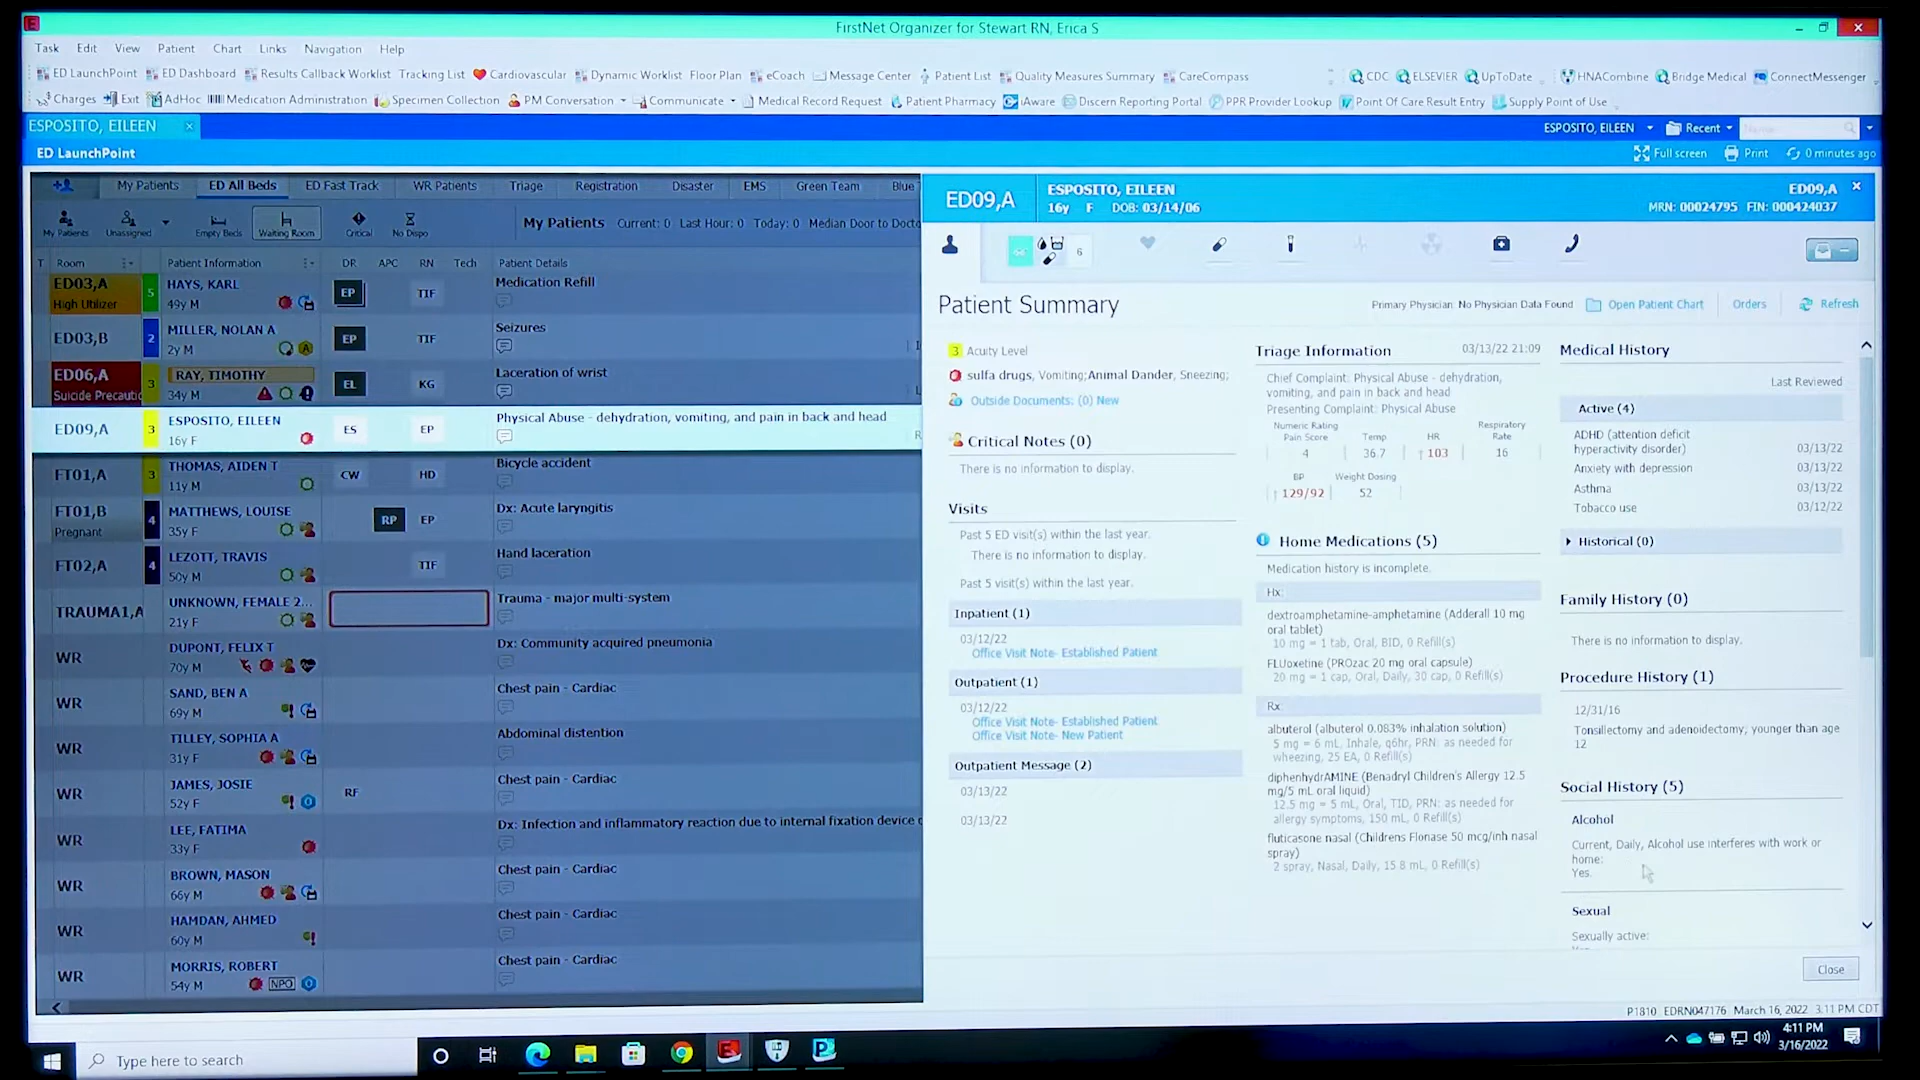 FirstNet Organizer for Stewart RN, Erica S
Task Edit View Patient Chart Links Navigation Help
ED LaunchPoint ED Dashboard Results Callback Worklist Tracking List Cardiovascular Dynamic Worklist Floor Plan eCoach Message Center Patient List Quality Measures Summary CareCompass CDC ELSEVIER UpToDate HNACombine Bridge Medical ConnectMessenger
Charges Exit AdHoc Medication Administration Specimen Collection PM Conversation Communicate Medical Record Request Patient Pharmacy iAware Discern Reporting Portal PPR Provider Lookup Point Of Care Result Entry Supply Point of Use
ESPOSITO, EILEEN ESPOSITO, EILEEN Recent
ED LaunchPoint Full screen Print 0 minutes ago
My Patients ED All Beds ED Fast Track WR Patients Triage Registration Disaster EMS Green Team Blue
My Patients Unassigned Empty Beds Waiting Room Critical No Dispo
My Patients Current: 0 Last Hour: 0 Today: 0 Median Door to Docto
T Room Patient Information DR APC RN Tech Patient Details
ED03,A 5 HAYS, KARL EP TIF Medication Refill
High Utilizer 49y M
ED03,B 2 MILLER, NOLAN A EP TIF Seizures
2y M
ED06,A 3 RAY, TIMOTHY EL KG Laceration of wrist
Suicide Precautic 34y M
ED09,A 3 ESPOSITO, EILEEN ES EP Physical Abuse - dehydration, vomiting, and pain in back and head
16y F
FT01,A 3 THOMAS, AIDEN T CW HD Bicycle accident
11y M
FT01,B 4 MATTHEWS, LOUISE RP EP Dx: Acute laryngitis
Pregnant 35y F
FT02,A 4 LEZOTT, TRAVIS TIF Hand laceration
50y M
TRAUMA1,A UNKNOWN, FEMALE 2... Trauma - major multi-system
21y F
WR DUPONT, FELIX T Dx: Community acquired pneumonia
70y M
WR SAND, BEN A Chest pain - Cardiac
69y M
WR TILLEY, SOPHIA A Abdominal distention
31y F
WR JAMES, JOSIE RF Chest pain - Cardiac
52y F
WR LEE, FATIMA Dx: Infection and inflammatory reaction due to internal fixation device
33y F
WR BROWN, MASON Chest pain - Cardiac
66y M
WR HAMDAN, AHMED Chest pain - Cardiac
60y M
WR MORRIS, ROBERT Chest pain - Cardiac
54y M NPO
ED09,A ESPOSITO, EILEEN ED09,A
16y F DOB: 03/14/06 MRN: 00024795 FIN: 000424037
6
Patient Summary Primary Physician: No Physician Data Found Open Patient Chart Orders Refresh
3 Acuity Level
sulfa drugs, Vomiting;Animal Dander, Sneezing;
Outside Documents: (0) New
Critical Notes (0)
There is no information to display.
Visits
Past 5 ED visit(s) within the last year.
There is no information to display.
Past 5 visit(s) within the last year.
Inpatient (1)
03/12/22
Office Visit Note- Established Patient
Outpatient (1)
03/12/22
Office Visit Note- Established Patient
Office Visit Note- New Patient
Outpatient Message (2)
03/13/22
03/13/22
Triage Information 03/13/22 21:09
Chief Complaint: Physical Abuse - dehydration,
vomiting, and pain in back and head
Presenting Complaint: Physical Abuse
Numeric Rating Pain Score Temp HR Respiratory Rate
4 36.7 ↑103 16
BP Weight Dosing
↑129/92 52
Home Medications (5)
Medication history is incomplete.
Hx:
dextroamphetamine-amphetamine (Adderall 10 mg
oral tablet)
10 mg = 1 tab, Oral, BID, 0 Refill(s)
FLUoxetine (PROzac 20 mg oral capsule)
20 mg = 1 cap, Oral, Daily, 30 cap, 0 Refill(s)
Rx:
albuterol (albuterol 0.083% inhalation solution)
5 mg = 6 mL, Inhale, q6hr, PRN: as needed for
wheezing, 25 EA, 0 Refill(s)
diphenhydrAMINE (Benadryl Children's Allergy 12.5
mg/5 mL oral liquid)
12.5 mg = 5 mL, Oral, TID, PRN: as needed for
allergy symptoms, 150 mL, 0 Refill(s)
fluticasone nasal (Childrens Flonase 50 mcg/inh nasal
spray)
2 spray, Nasal, Daily, 15.8 mL, 0 Refill(s)
Medical History
Last Reviewed
Active (4)
ADHD (attention deficit
hyperactivity disorder) 03/13/22
Anxiety with depression 03/13/22
Asthma 03/13/22
Tobacco use 03/12/22
Historical (0)
Family History (0)
There is no information to display.
Procedure History (1)
12/31/16
Tonsillectomy and adenoidectomy; younger than age
12
Social History (5)
Alcohol
Current, Daily, Alcohol use interferes with work or
home:
Yes.
Sexual
Sexually active:
Close
P1810 EDRN047176 March 16, 2022 3:11 PM CDT
Type here to search
4:11 PM
3/16/2022